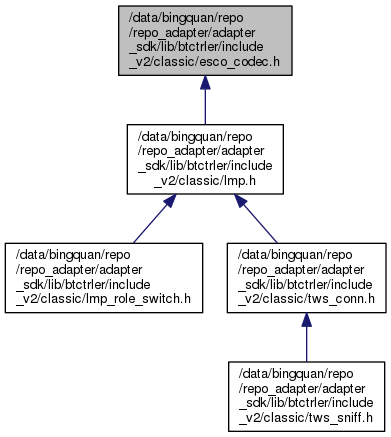 /data/bingquan/repo
/repo_adapter/adapter
_sdk/lib/btctrler/include
_v2/classic/esco_codec.h
/data/bingquan/repo
/repo_adapter/adapter
_sdk/lib/btctrler/include
_v2/classic/lmp.h
/data/bingquan/repo
/repo_adapter/adapter
_sdk/lib/btctrler/include
_v2/classic/lmp_role_switch.h
/data/bingquan/repo
/repo_adapter/adapter
_sdk/lib/btctrler/include
_v2/classic/tws_conn.h
/data/bingquan/repo
/repo_adapter/adapter
_sdk/lib/btctrler/include
_v2/classic/tws_sniff.h